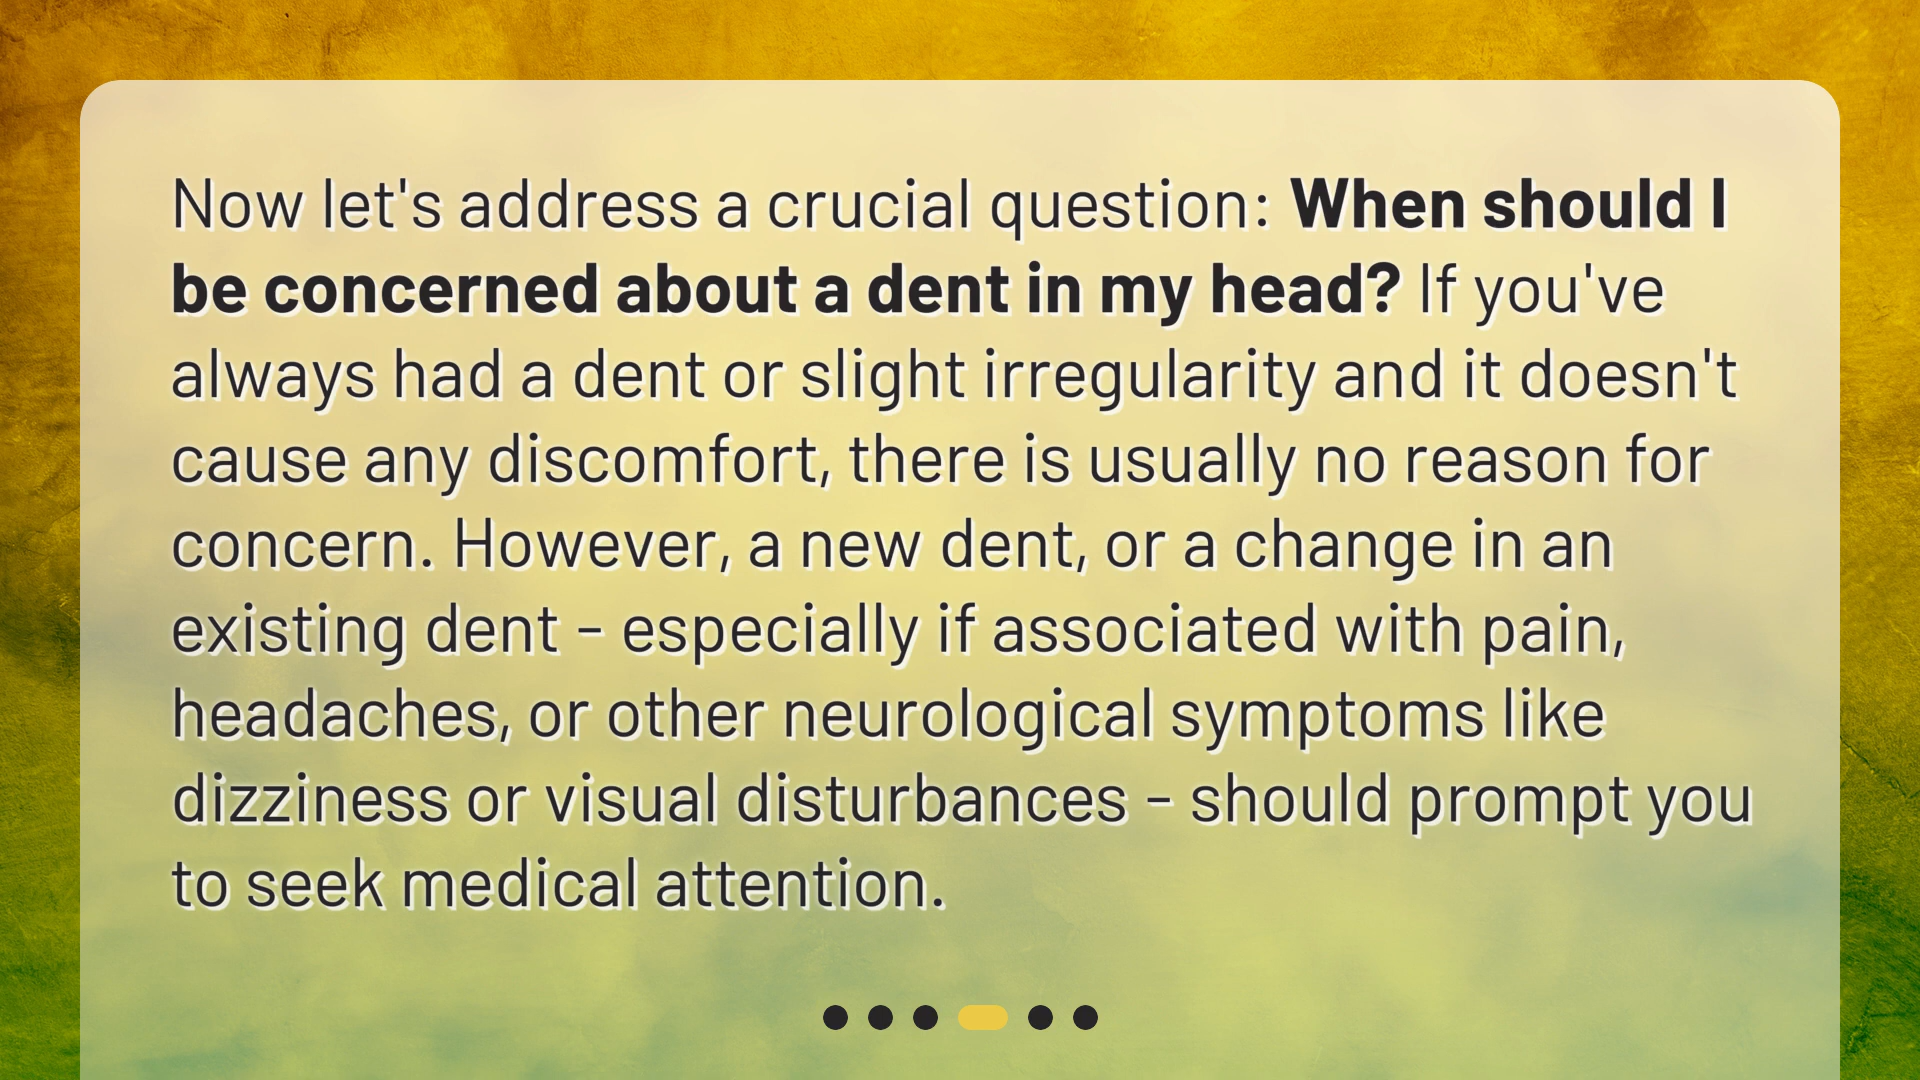 Now let's address a crucial question: When should I
be concerned about a dent in my head? If you've
always had a dent or slight irregularity and it doesn't
cause any discomfort, there is usually no reason for
concern. However, a new dent, or a change in an
existing dent - especially if associated with pain,
headaches, or other neurological symptoms like
dizziness or visual disturbances - should prompt you
to seek medical attention.